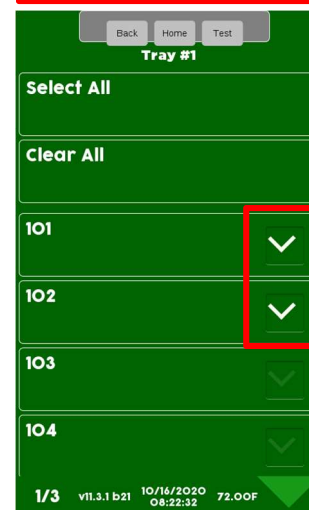 Back Home Test
Tray #1
Select All
Clear All
101
102
103
104
1/3 v11.3.1 b21 10/16/2020 72.00F
08:22:32